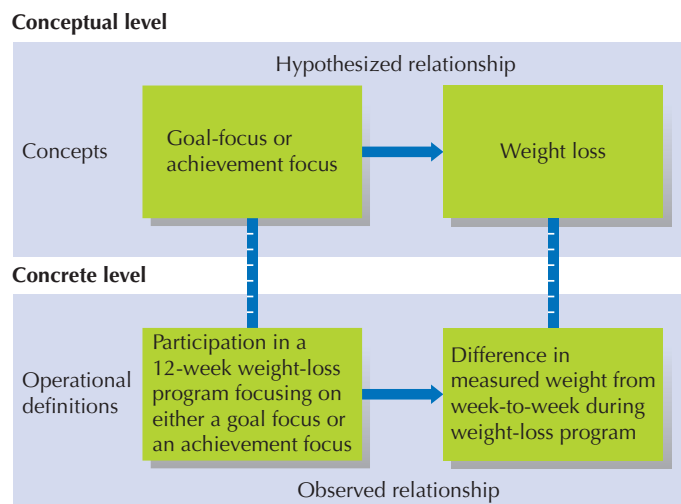 Conceptual level
Hypothesized relationship
Concepts
Goal-focus or
achievement focus
Weight loss
Concrete level
Operational
definitions
Participation in a
12-week weight-loss
program focusing on
either a goal focus or
an achievement focus
Difference in
measured weight from
week-to-week during
weight-loss program
Observed relationship